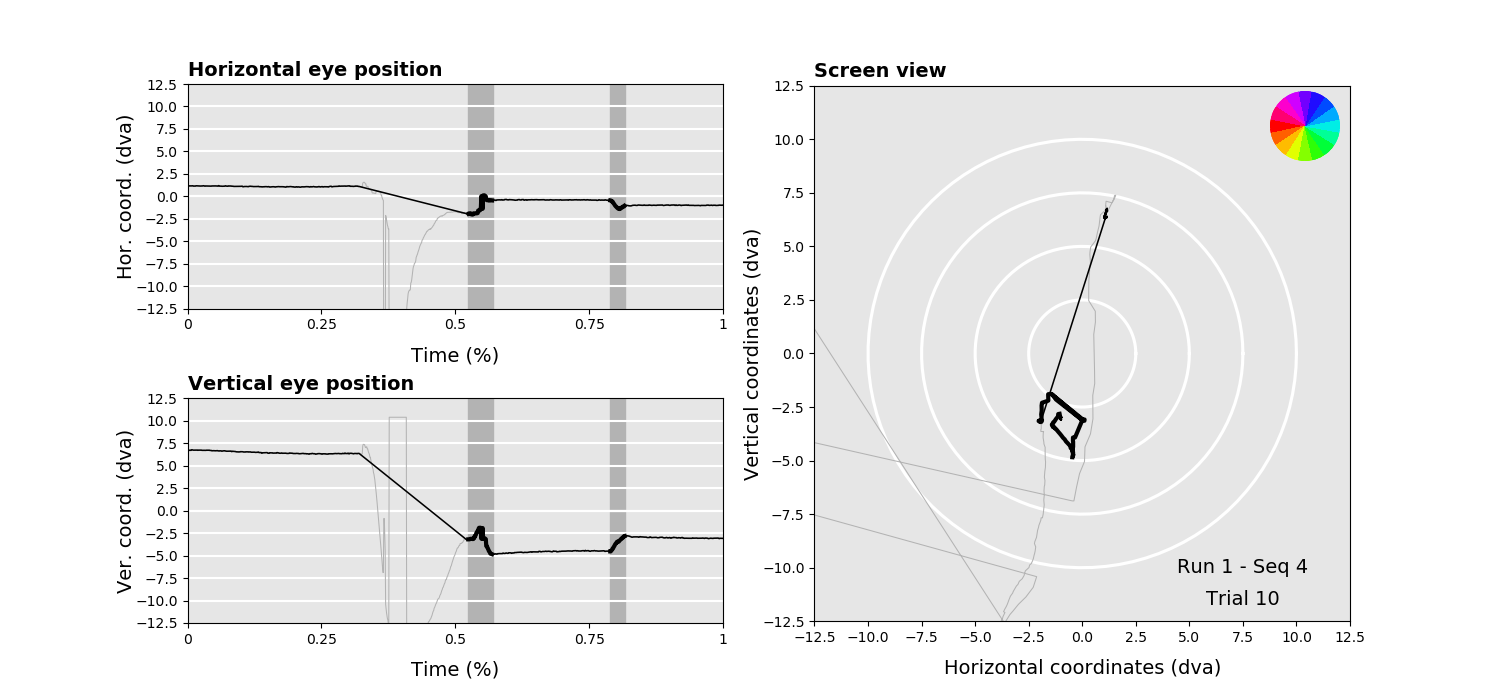 Horizontal eye position
Hor. coord. (dva)
12.5
10.0
7.5
5.0
2.5
0.0
−2.5
−5.0
−7.5
−10.0
−12.5
0 0.25 0.5 0.75 1
Time (%)
Vertical eye position
Ver. coord. (dva)
12.5
10.0
7.5
5.0
2.5
0.0
−2.5
−5.0
−7.5
−10.0
−12.5
0 0.25 0.5 0.75 1
Time (%)
Screen view
Vertical coordinates (dva)
12.5
10.0
7.5
5.0
2.5
0.0
−2.5
−5.0
−7.5
−10.0
−12.5
Run 1 - Seq 4
Trial 10
−12.5 −10.0 −7.5 −5.0 −2.5 0.0 2.5 5.0 7.5 10.0 12.5
Horizontal coordinates (dva)